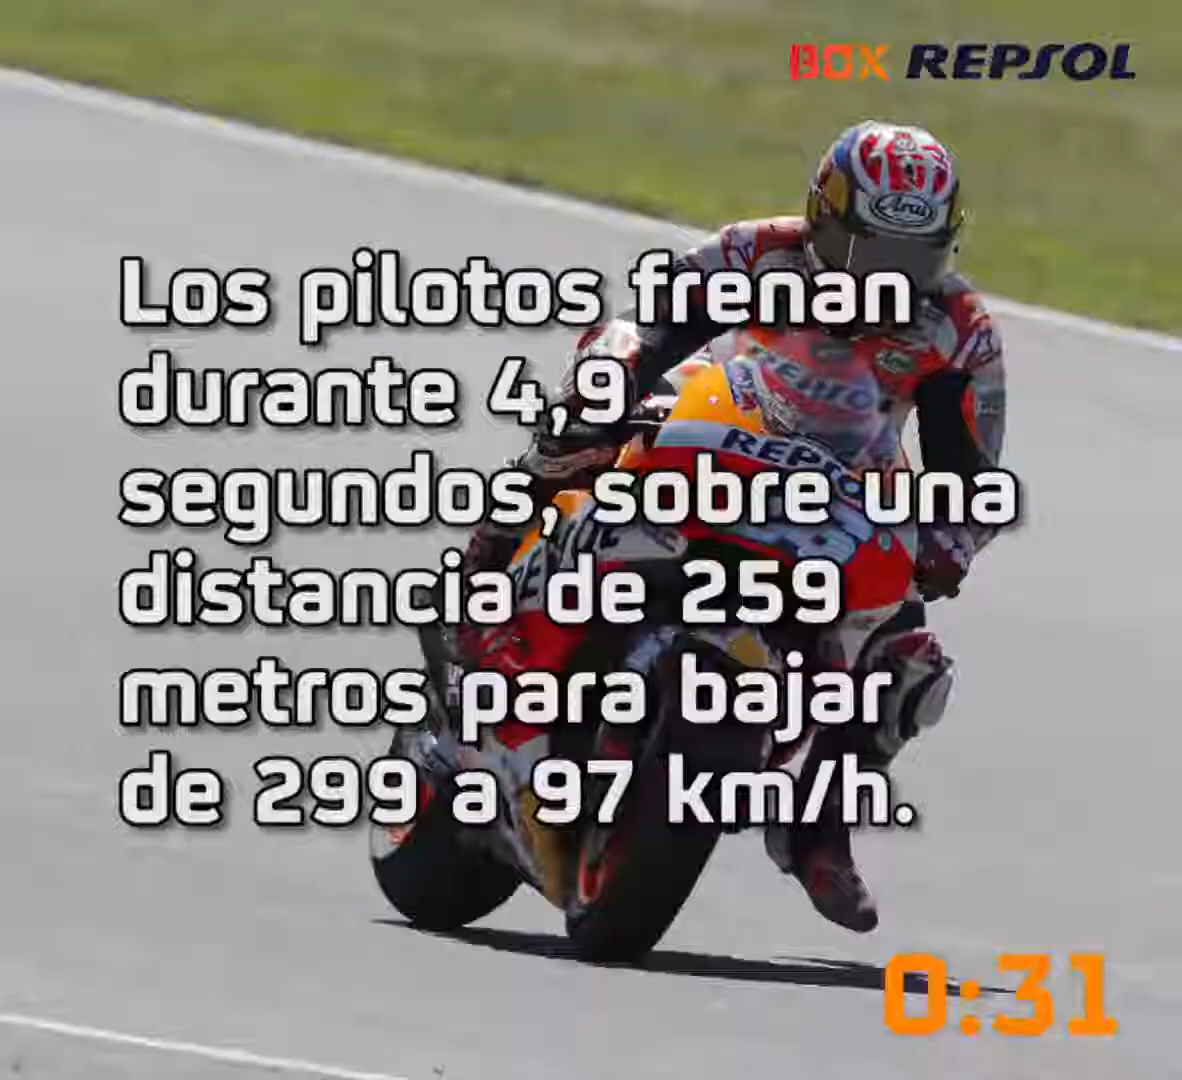 BOX REPSOL
Arai
Los pilotos frenan
durante 4,9
segundos, sobre una
distancia de 259
metros para bajar
de 299 a 97 km/h.
0:31